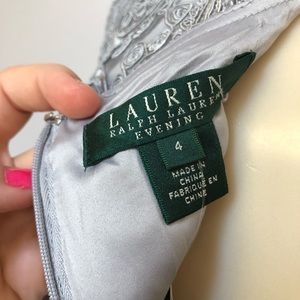 LAUREN
RALPH LAUREN
EVENING
4
MADE IN
CHINA
FABRIQUÉ EN
CHINE